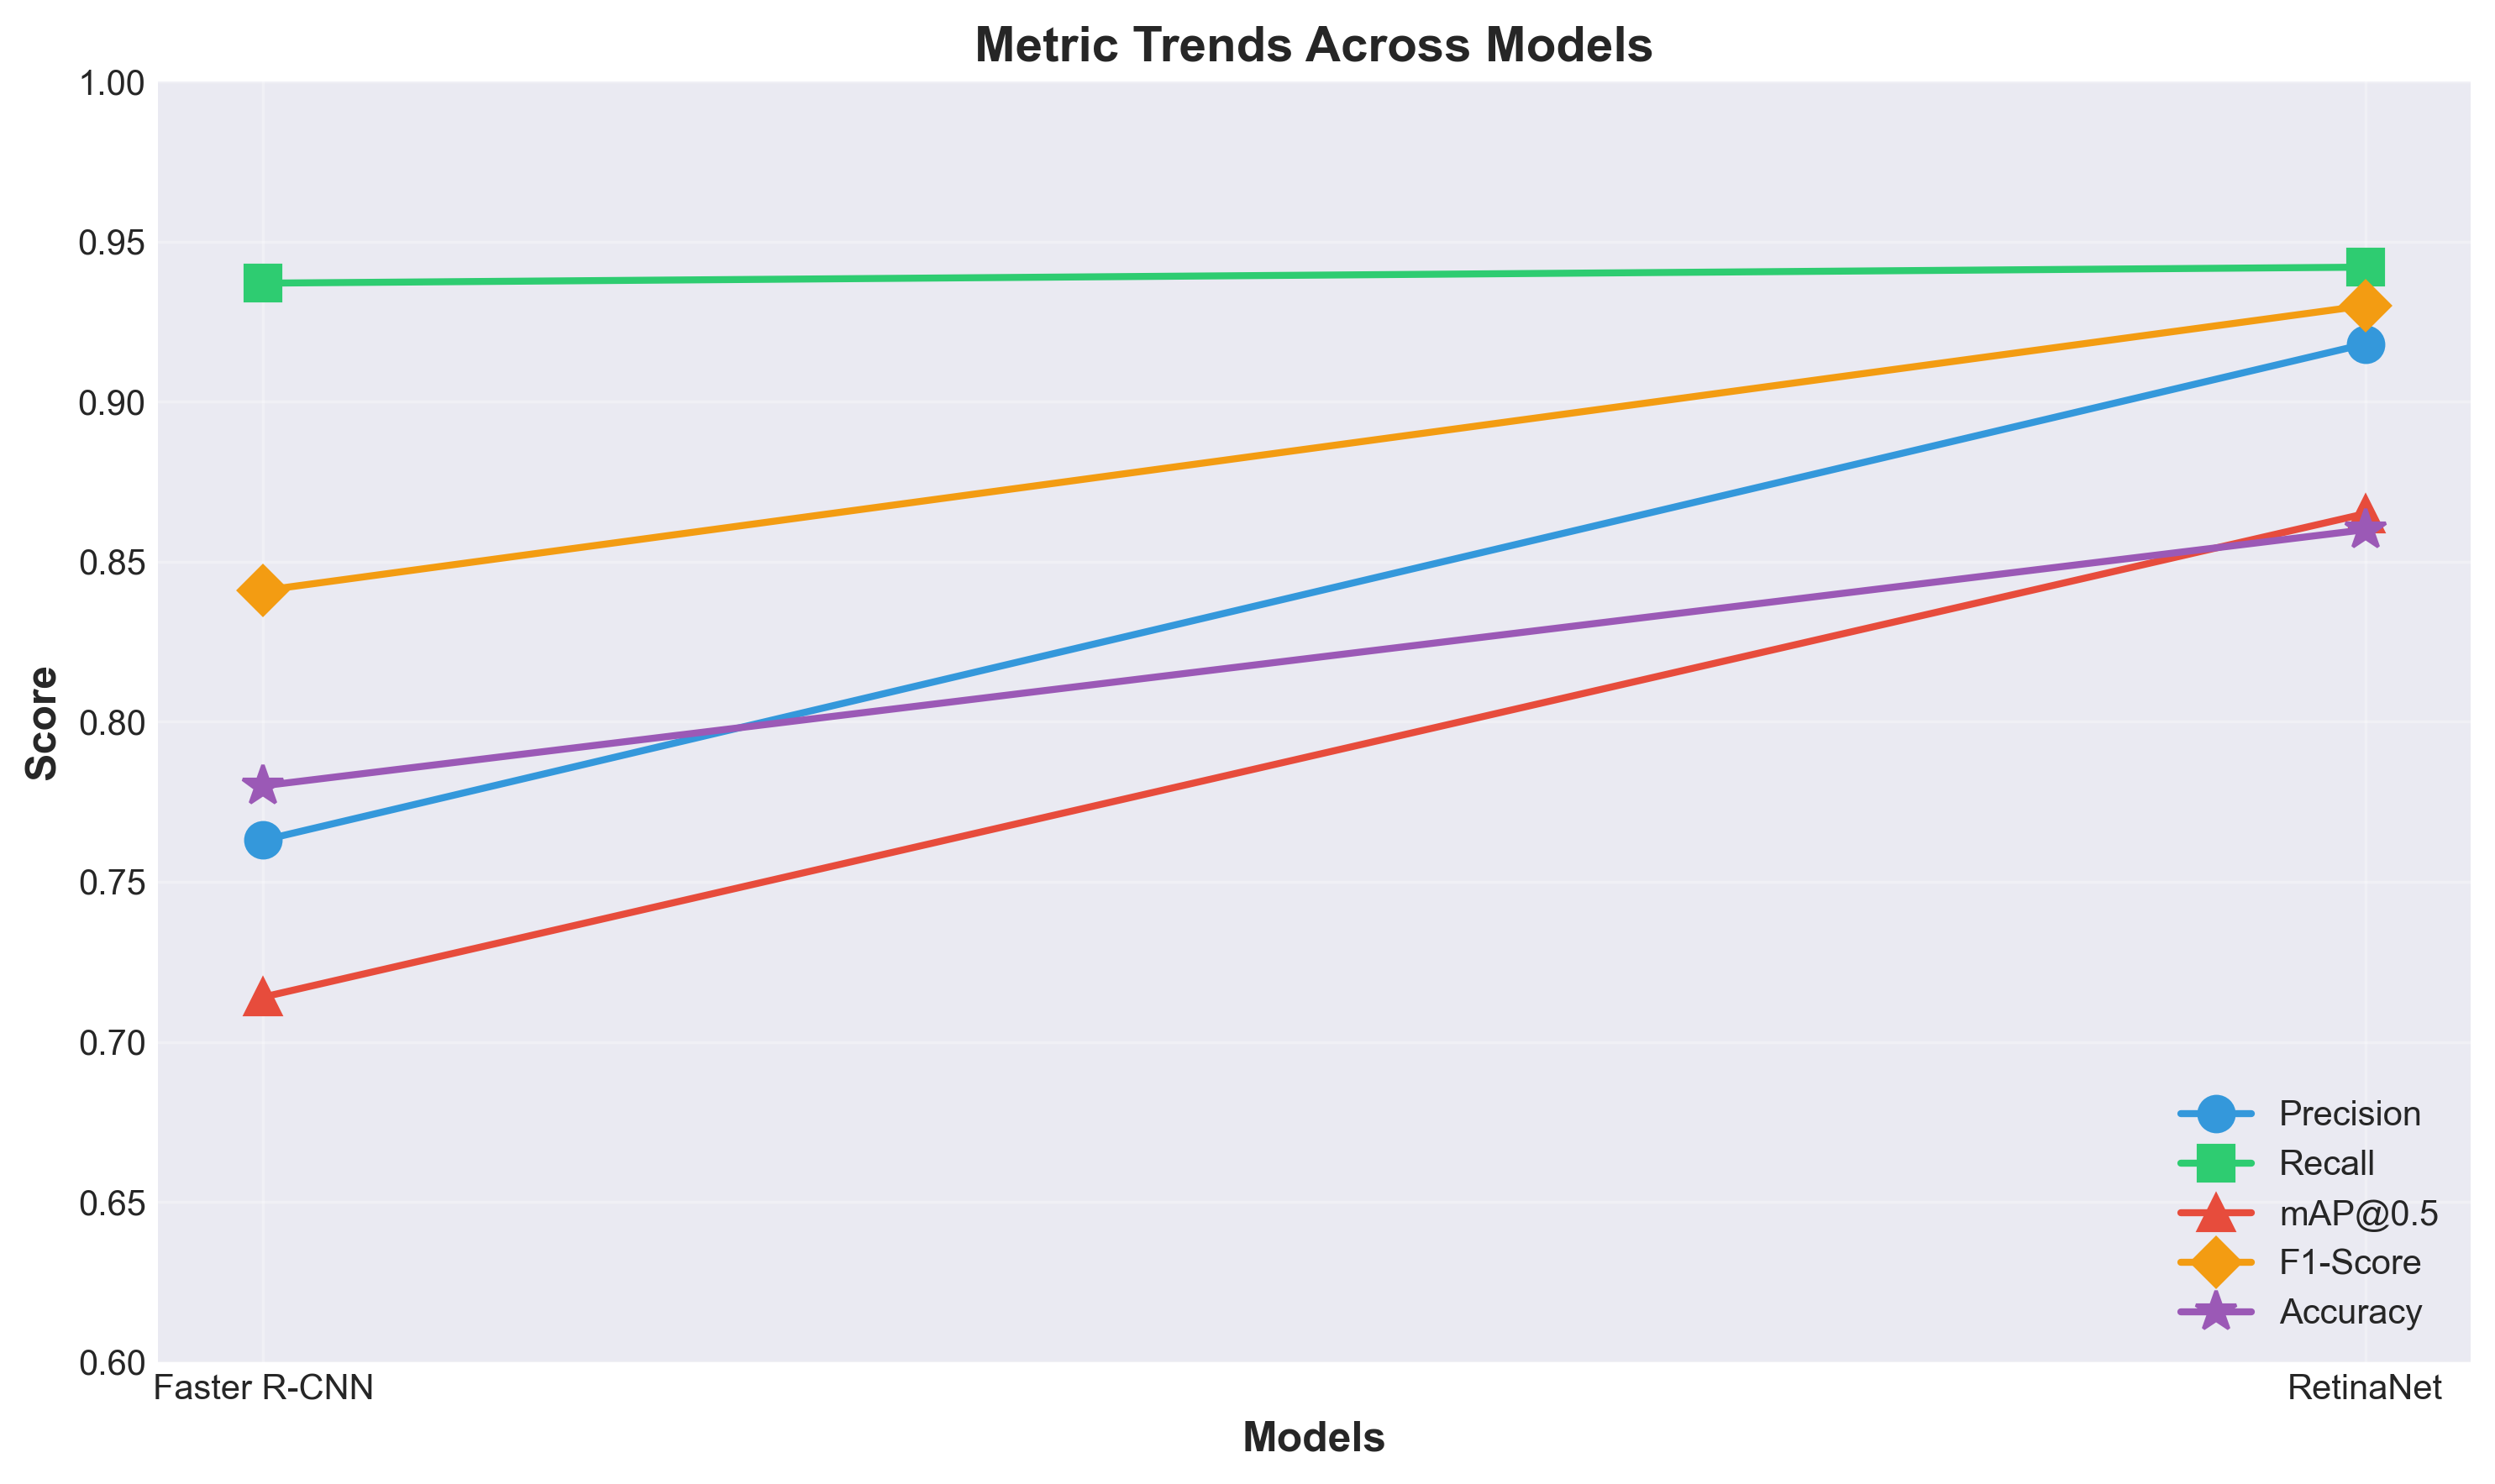 Metric Trends Across Models
1.00
0.95
0.90
0.85
0.80
0.75
0.70
0.65
0.60
Score
Faster R-CNN
RetinaNet
Models
Precision
Recall
mAP@0.5
F1-Score
Accuracy